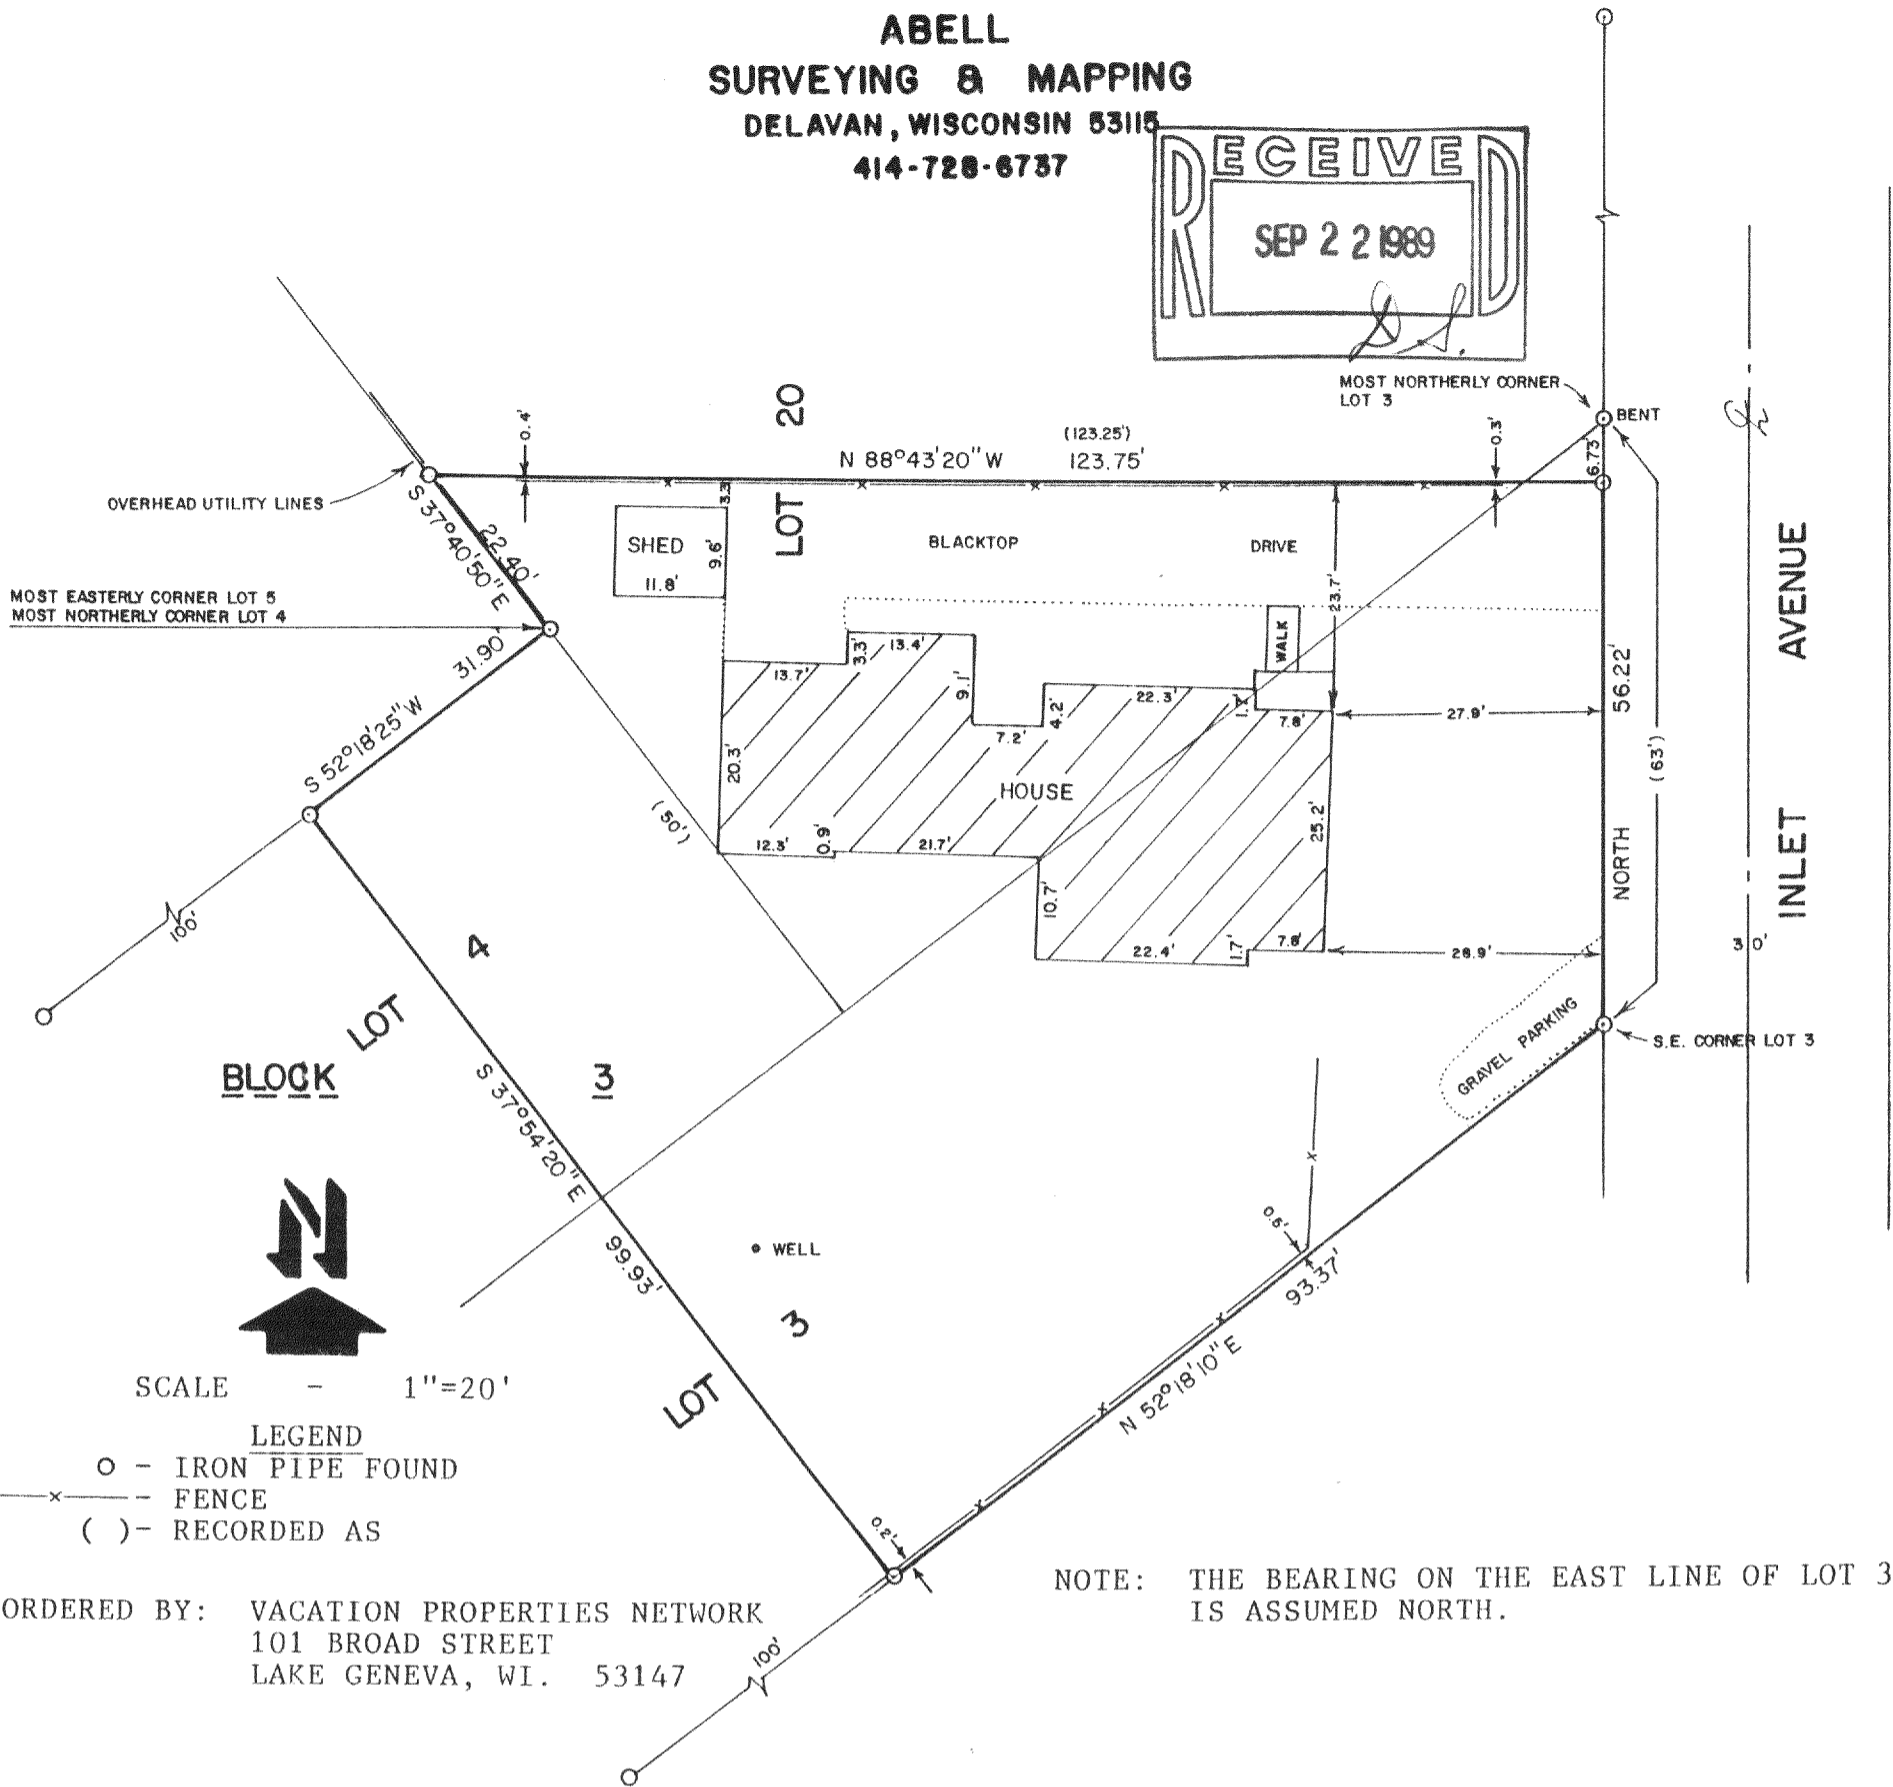 ABELL
SURVEYING & MAPPING
DELAVAN, WISCONSIN 53115
414-728-6737
RECEIVED
SEP 22 1989
MOST NORTHERLY CORNER
LOT 3
BENT
6.73'
0.3'
0.4'
LOT 20
(123.25')
N 88°43'20" W 123.75'
OVERHEAD UTILITY LINES
S 37°40'50" E
22.40'
3.3'
SHED
11.8'
9.6'
BLACKTOP DRIVE
23.7'
WALK
MOST EASTERLY CORNER LOT 5
MOST NORTHERLY CORNER LOT 4
31.90'
S 52°18'25" W
13.7'
3.3'
13.4'
9.1'
7.2'
4.2'
22.3'
7.8'
27.9'
20.3'
HOUSE
25.2'
12.3'
0.9'
21.7'
10.7'
22.4'
1.7'
7.8'
28.9'
(50')
NORTH 56.22'
(63')
INLET AVENUE
30'
100'
LOT 4
BLOCK 3
S 37°54'20" E
99.93'
GRAVEL PARKING
S.E. CORNER LOT 3
WELL
LOT 3
93.37'
N 52°18'10" E
0.2'
100'
N
SCALE - 1"=20'
LEGEND
O - IRON PIPE FOUND
—x— - FENCE
( )- RECORDED AS
ORDERED BY: VACATION PROPERTIES NETWORK
101 BROAD STREET
LAKE GENEVA, WI. 53147
NOTE: THE BEARING ON THE EAST LINE OF LOT 3
IS ASSUMED NORTH.